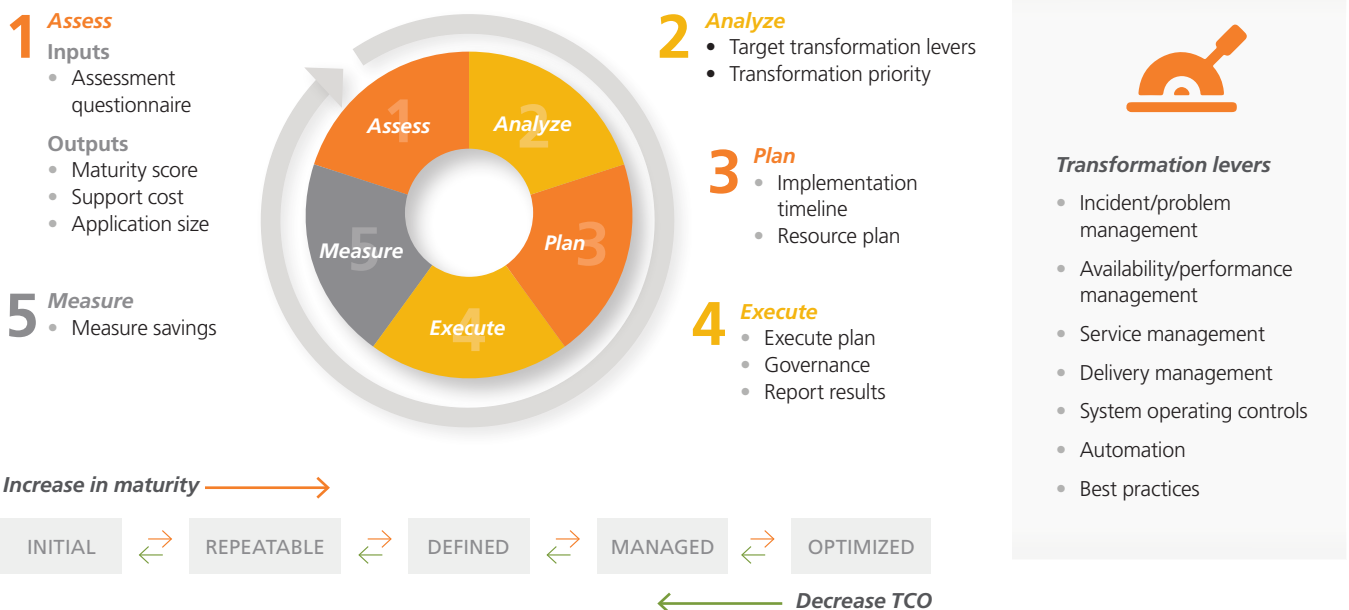 1 Assess
Inputs
• Assessment
questionnaire
Outputs
• Maturity score
• Support cost
• Application size
5 Measure
• Measure savings
1 Assess
2 Analyze
3 Plan
4 Execute
5 Measure
2 Analyze
• Target transformation levers
• Transformation priority
3 Plan
• Implementation
timeline
• Resource plan
4 Execute
• Execute plan
• Governance
• Report results
Transformation levers
• Incident/problem
management
• Availability/performance
management
• Service management
• Delivery management
• System operating controls
• Automation
• Best practices
Increase in maturity
INITIAL
REPEATABLE
DEFINED
MANAGED
OPTIMIZED
Decrease TCO